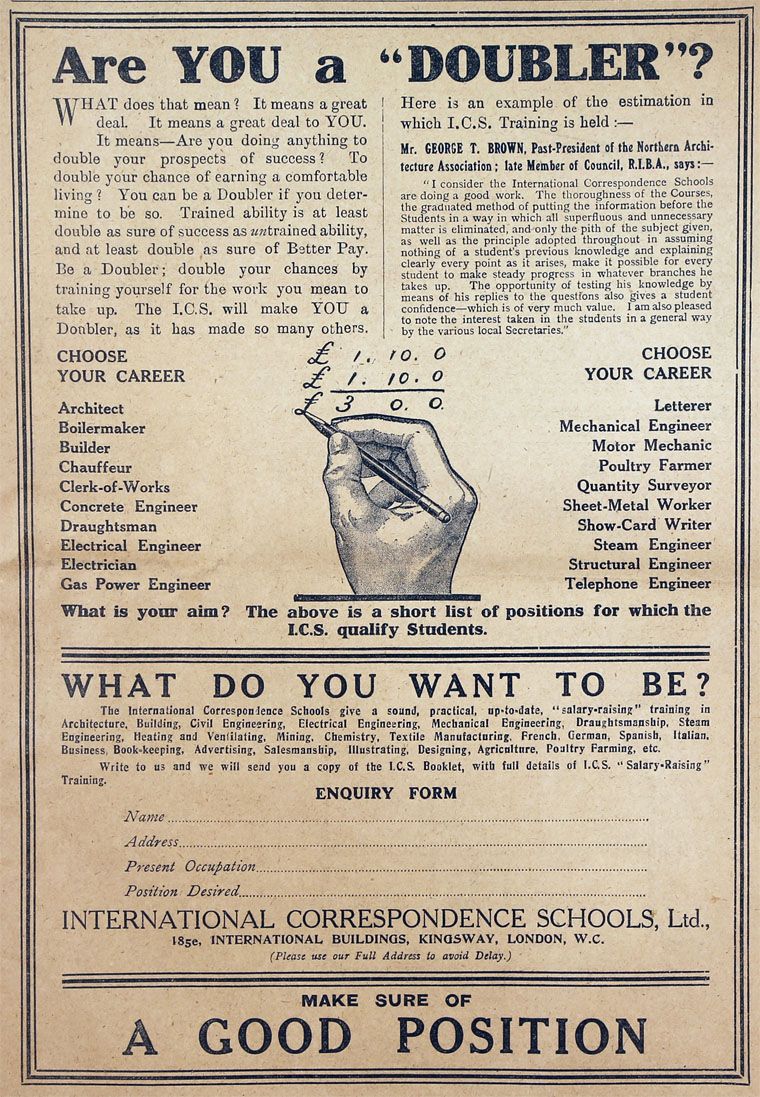 Are YOU a “DOUBLER”?
WHAT does that mean? It means a great
deal. It means a great deal to YOU.
It means—Are you doing anything to
double your prospects of success? To
double your chance of earning a comfortable
living? You can be a Doubler if you deter-
mine to be so. Trained ability is at least
double as sure of success as untrained ability,
and at least double as sure of Better Pay.
Be a Doubler; double your chances by
training yourself for the work you mean to
take up. The I.C.S. will make YOU a
Doubler, as it has made so many others.
Here is an example of the estimation in
which I.C.S. Training is held :—
Mr. GEORGE T. BROWN, Past-President of the Northern Archi-
tecture Association; late Member of Council, R.I.B.A., says:—
“I consider the International Correspondence Schools
are doing a good work. The thoroughness of the Courses,
the graduated method of putting the information before the
Students in a way in which all superfluous and unnecessary
matter is eliminated, and only the pith of the subject given,
as well as the principle adopted throughout in assuming
nothing of a student's previous knowledge and explaining
clearly every point as it arises, make it possible for every
student to make steady progress in whatever branches he
takes up. The opportunity of testing his knowledge by
means of his replies to the questions also gives a student
confidence—which is of very much value. I am also pleased
to note the interest taken in the students in a general way
by the various local Secretaries.”
£ 1. 10. 0
£ 1. 10. 0
£ 3 0. 0.
CHOOSE
YOUR CAREER
Architect
Boilermaker
Builder
Chauffeur
Clerk-of-Works
Concrete Engineer
Draughtsman
Electrical Engineer
Electrician
Gas Power Engineer
CHOOSE
YOUR CAREER
Letterer
Mechanical Engineer
Motor Mechanic
Poultry Farmer
Quantity Surveyor
Sheet-Metal Worker
Show-Card Writer
Steam Engineer
Structural Engineer
Telephone Engineer
What is your aim? The above is a short list of positions for which the
I.C.S. qualify Students.
WHAT DO YOU WANT TO BE?
The International Correspondence Schools give a sound, practical, up-to-date, “salary-raising” training in
Architecture, Building, Civil Engineering, Electrical Engineering, Mechanical Engineering, Draughtsmanship, Steam
Engineering, Heating and Ventilating, Mining, Chemistry, Textile Manufacturing, French, German, Spanish, Italian,
Business, Book-keeping, Advertising, Salesmanship, Illustrating, Designing, Agriculture, Poultry Farming, etc.
Write to us and we will send you a copy of the I.C.S. Booklet, with full details of I.C.S. “Salary-Raising”
Training.
ENQUIRY FORM
Name
Address
Present Occupation
Position Desired
INTERNATIONAL CORRESPONDENCE SCHOOLS, Ltd.,
185e, INTERNATIONAL BUILDINGS, KINGSWAY, LONDON, W.C.
(Please use our Full Address to avoid Delay.)
MAKE SURE OF
A GOOD POSITION